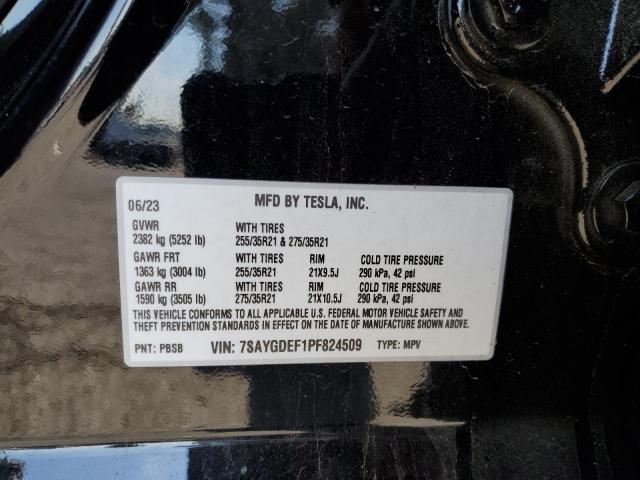 06/23 MFD BY TESLA, INC.
GVWR WITH TIRES
2382 kg (5252 lb) 255/35R21 & 275/35R21
GAWR FRT WITH TIRES RIM COLD TIRE PRESSURE
1363 kg (3004 lb) 255/35R21 21X9.5J 290 kPa, 42 psi
GAWR RR WITH TIRES RIM COLD TIRE PRESSURE
1590 kg (3505 lb) 275/35R21 21X10.5J 290 kPa, 42 psi
THIS VEHICLE CONFORMS TO ALL APPLICABLE U.S. FEDERAL MOTOR VEHICLE SAFETY AND
THEFT PREVENTION STANDARDS IN EFFECT ON THE DATE OF MANUFACTURE SHOWN ABOVE.
PNT: PBSB VIN: 7SAYGDEF1PF824509 TYPE: MPV